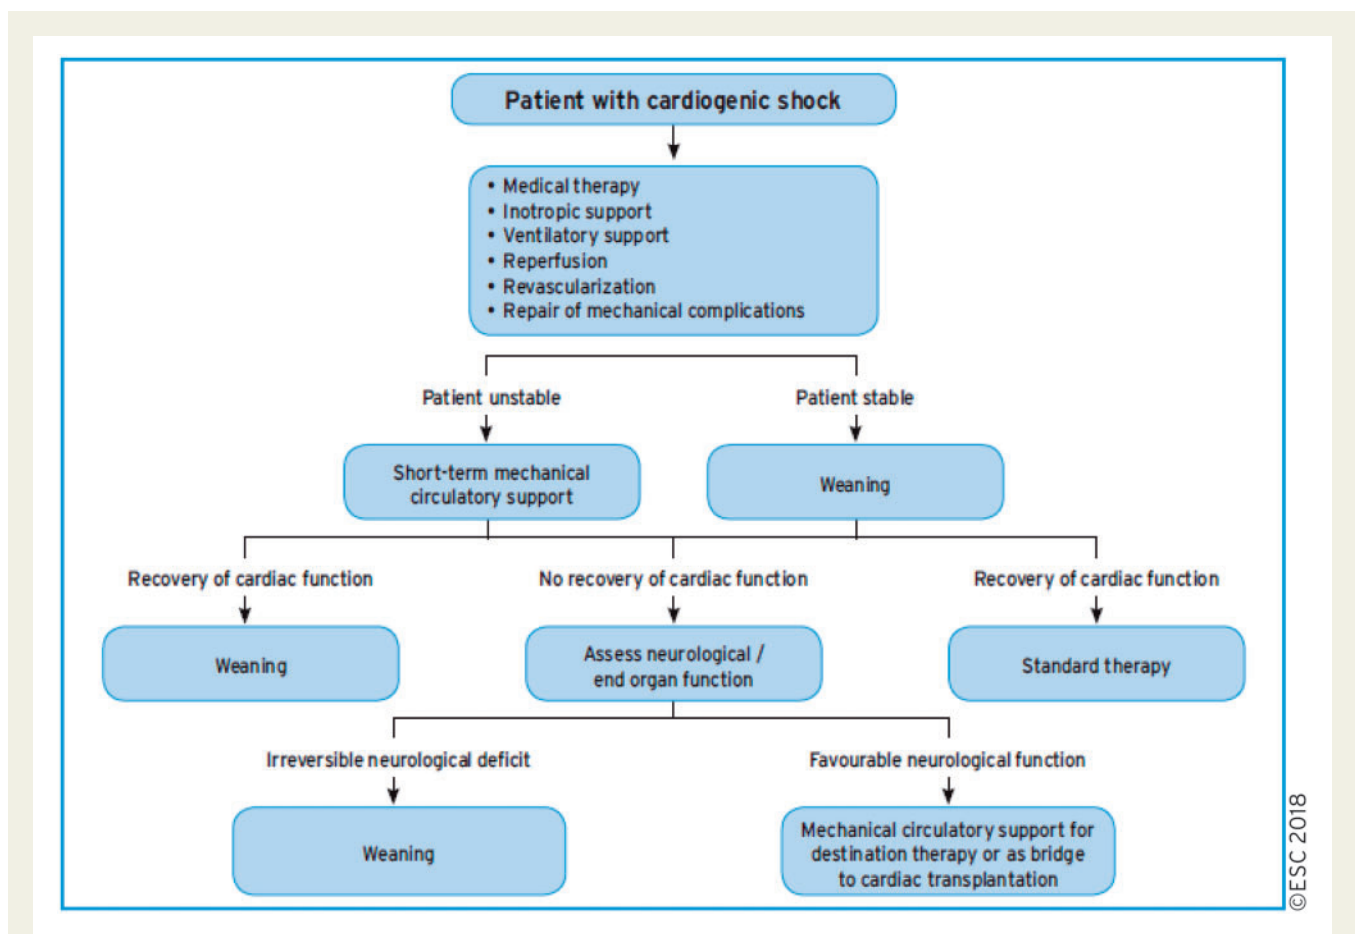 Patient with cardiogenic shock
• Medical therapy
• Inotropic support
• Ventilatory support
• Reperfusion
• Revascularization
• Repair of mechanical complications
Patient unstable
Patient stable
Short-term mechanical
circulatory support
Weaning
Recovery of cardiac function
No recovery of cardiac function
Recovery of cardiac function
Weaning
Assess neurological /
end organ function
Standard therapy
Irreversible neurological deficit
Favourable neurological function
Weaning
Mechanical circulatory support for
destination therapy or as bridge
to cardiac transplantation
©ESC 2018